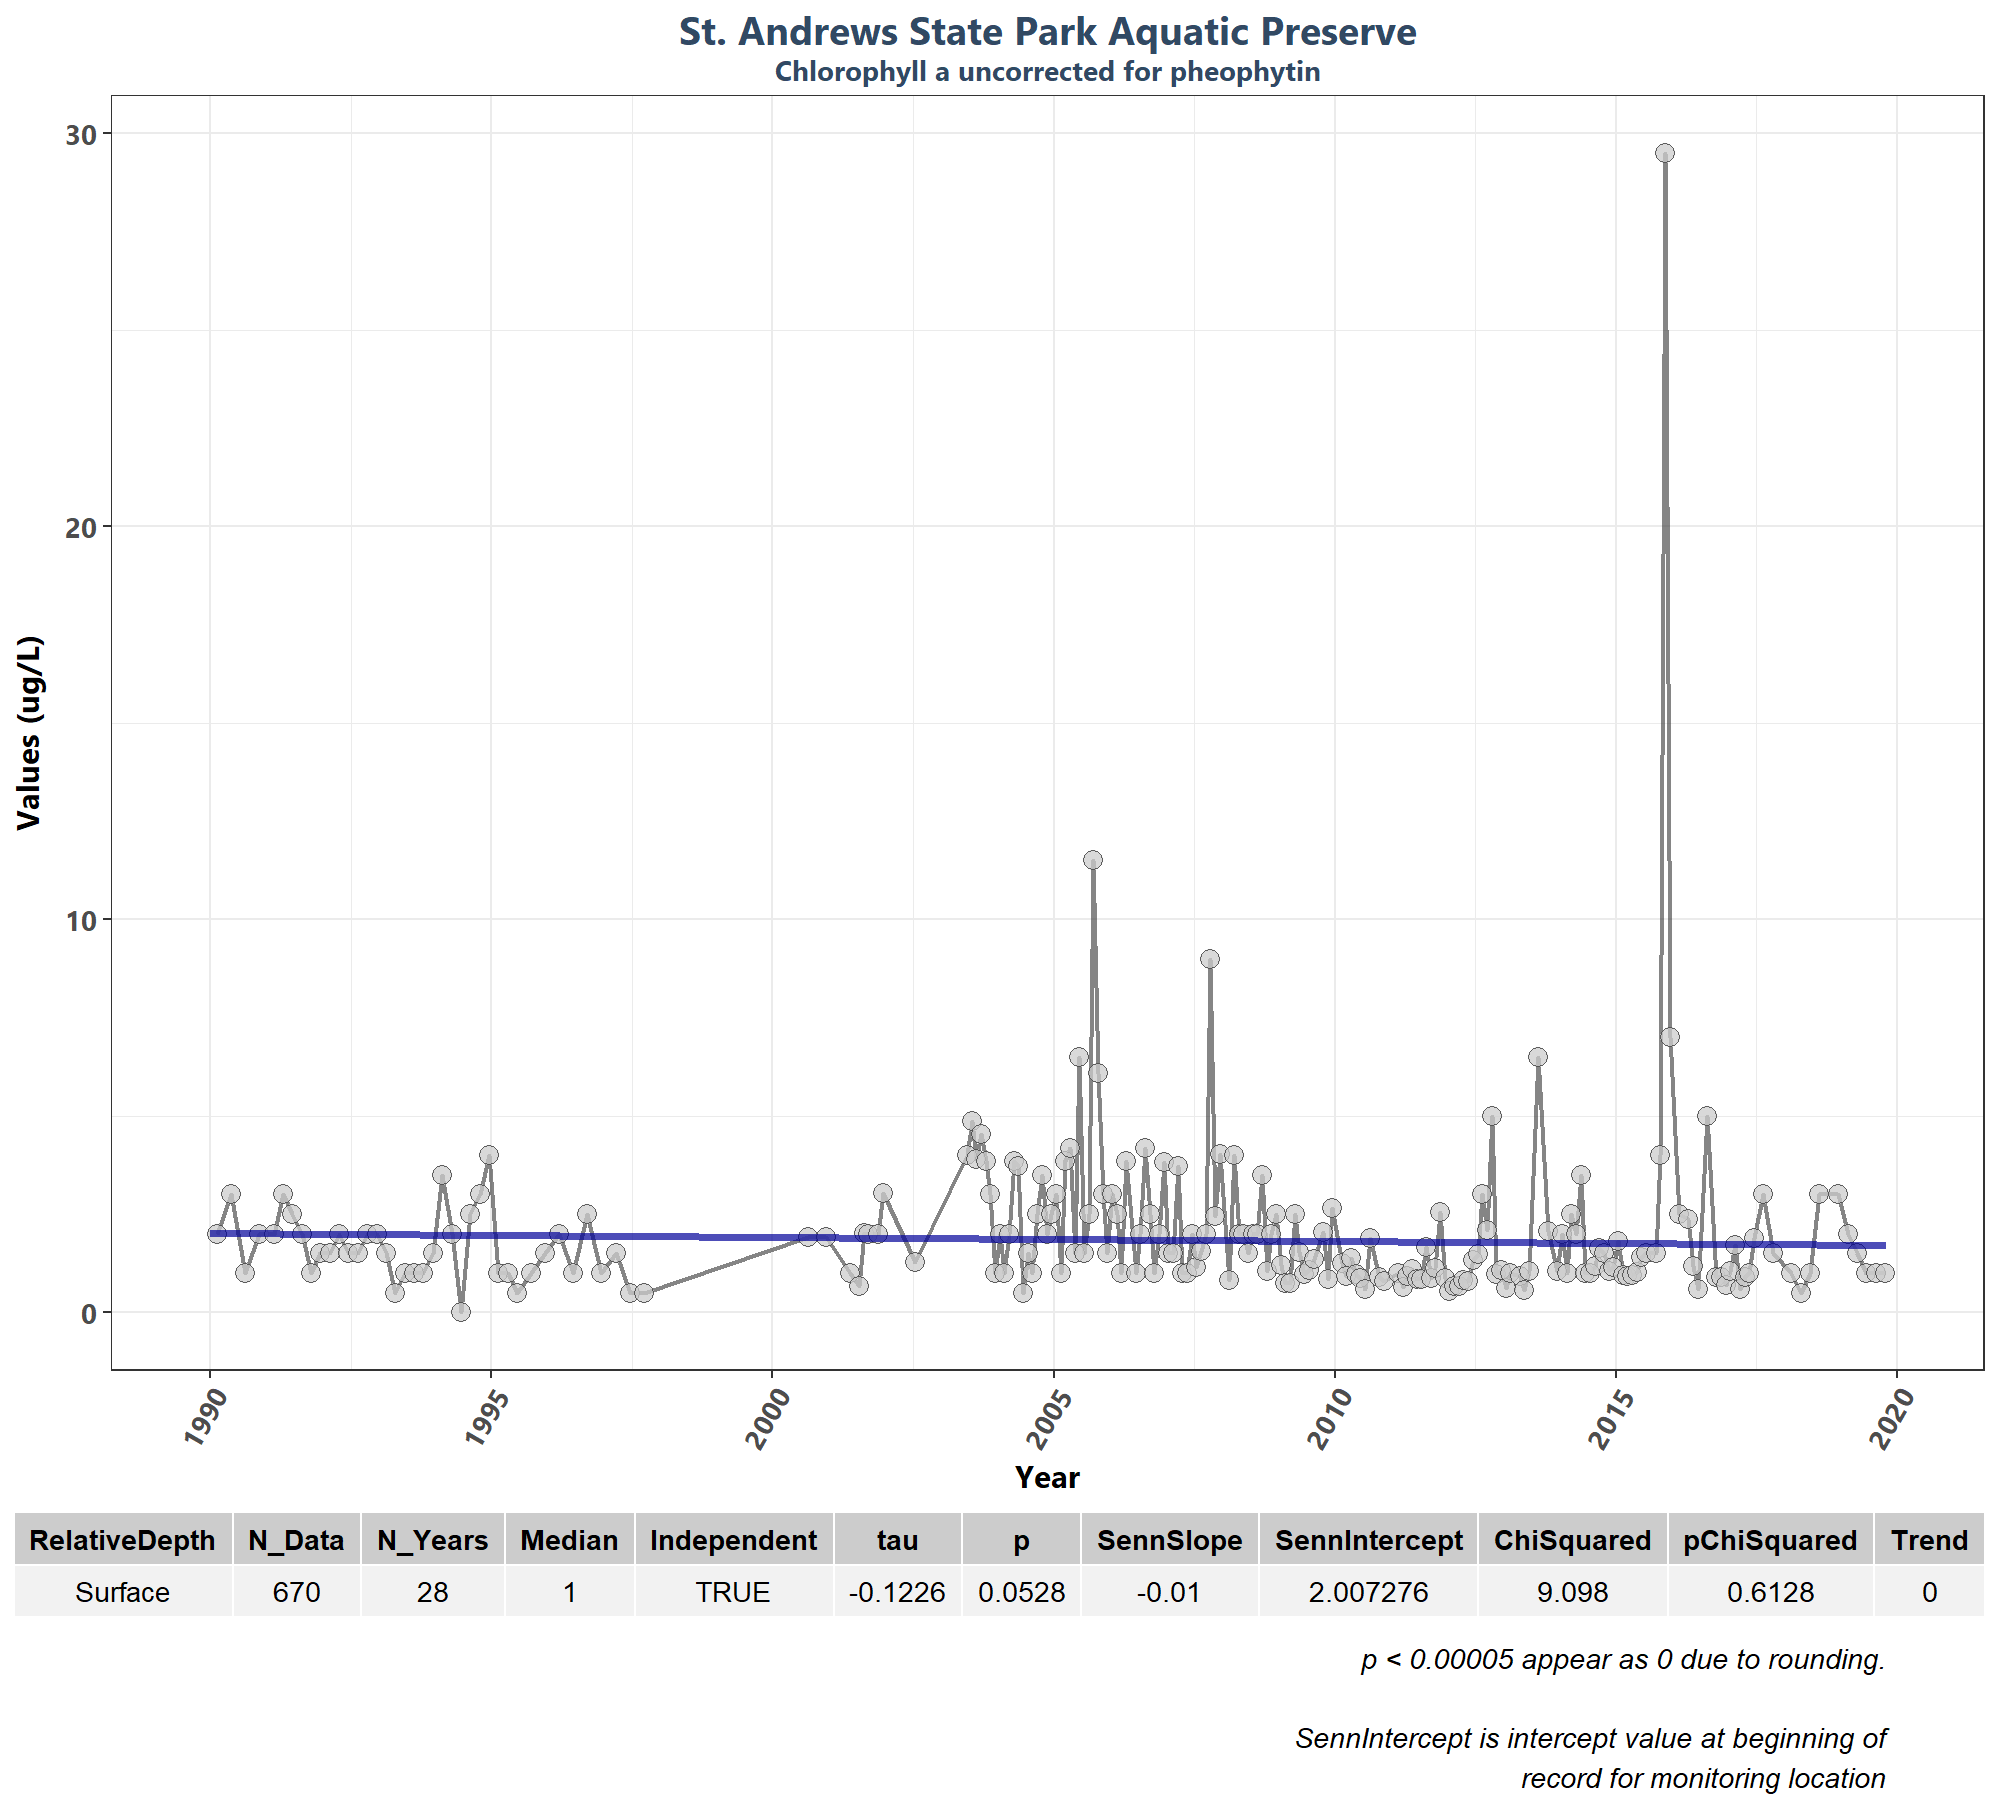 St. Andrews State Park Aquatic Preserve
Chlorophyll a uncorrected for pheophytin
30
20
10
0
Values (ug/L)
1990
1995
2000
2005
2010
2015
2020
Year
RelativeDepth N_Data N_Years Median Independent tau p SennSlope SennIntercept ChiSquared pChiSquared Trend
Surface 670 28 1 TRUE -0.1226 0.0528 -0.01 2.007276 9.098 0.6128 0
p < 0.00005 appear as 0 due to rounding.
SennIntercept is intercept value at beginning of
record for monitoring location